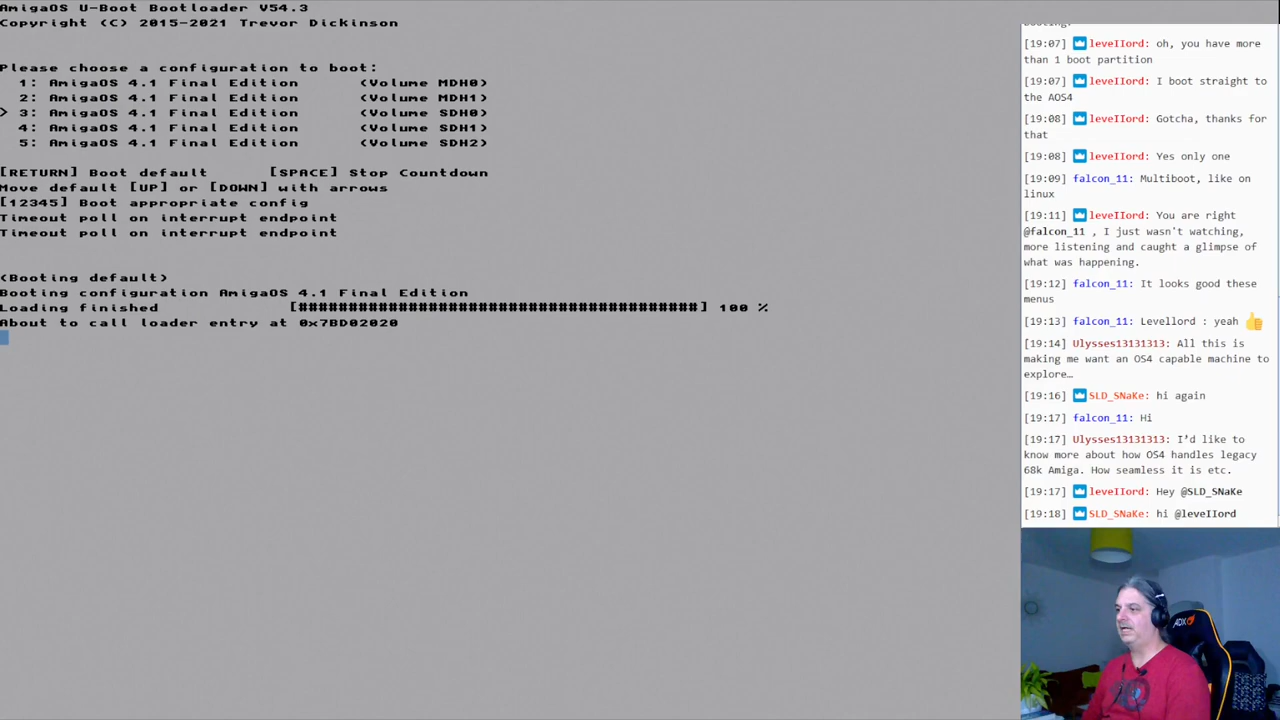 AmigaOS U-Boot Bootloader V54.3
Copyright (C) 2015-2021 Trevor Dickinson
Please choose a configuration to boot:
1: AmigaOS 4.1 Final Edition (Volume MDH0)
2: AmigaOS 4.1 Final Edition (Volume MDH1)
> 3: AmigaOS 4.1 Final Edition (Volume SDH0)
4: AmigaOS 4.1 Final Edition (Volume SDH1)
5: AmigaOS 4.1 Final Edition (Volume SDH2)
[RETURN] Boot default [SPACE] Stop Countdown
Move default [UP] or [DOWN] with arrows
[12345] Boot appropriate config
Timeout poll on interrupt endpoint
Timeout poll on interrupt endpoint
(Booting default)
Booting configuration AmigaOS 4.1 Final Edition
Loading finished [########################################] 100 %
About to call loader entry at 0x7BD02020
[19:07] leveIIord: oh, you have more
than 1 boot partition
[19:07] leveIIord: I boot straight to
the AOS4
[19:08] leveIIord: Gotcha, thanks for
that
[19:08] leveIIord: Yes only one
[19:09] falcon_11: Multiboot, like on
linux
[19:11] leveIIord: You are right
@falcon_11 , I just wasn't watching,
more listening and caught a glimpse of
what was happening.
[19:12] falcon_11: It looks good these
menus
[19:13] falcon_11: Levellord : yeah 👍
[19:14] Ulysses13131313: All this is
making me want an OS4 capable machine to
explore…
[19:16] SLD_SNaKe: hi again
[19:17] falcon_11: Hi
[19:17] Ulysses13131313: I’d like to
know more about how OS4 handles legacy
68k Amiga. How seamless it is etc.
[19:17] leveIIord: Hey @SLD_SNaKe
[19:18] SLD_SNaKe: hi @leveIIord
ADX